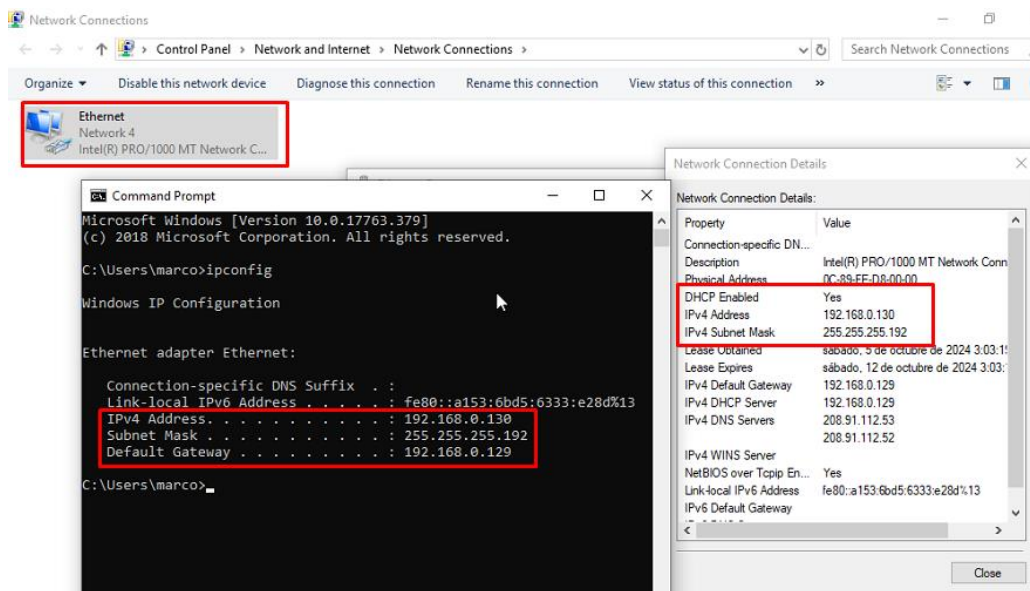 Network Connections
Control Panel > Network and Internet > Network Connections >
Search Network Connections
Organize Disable this network device Diagnose this connection Rename this connection View status of this connection »
Ethernet
Network 4
Intel(R) PRO/1000 MT Network C...
Command Prompt
Microsoft Windows [Version 10.0.17763.379]
(c) 2018 Microsoft Corporation. All rights reserved.
C:\Users\marco>ipconfig
Windows IP Configuration
Ethernet adapter Ethernet:
Connection-specific DNS Suffix . :
Link-local IPv6 Address . . . . . : fe80::a153:6bd5:6333:e28d%13
IPv4 Address. . . . . . . . . . . : 192.168.0.130
Subnet Mask . . . . . . . . . . . : 255.255.255.192
Default Gateway . . . . . . . . . : 192.168.0.129
C:\Users\marco>
Network Connection Details
Network Connection Details:
Property Value
Connection-specific DN...
Description Intel(R) PRO/1000 MT Network Conn
Physical Address 0C-89-FF-D8-00-00
DHCP Enabled Yes
IPv4 Address 192.168.0.130
IPv4 Subnet Mask 255.255.255.192
Lease Obtained sábado, 5 de octubre de 2024 3:03:1
Lease Expires sábado, 12 de octubre de 2024 3:03:
IPv4 Default Gateway 192.168.0.129
IPv4 DHCP Server 192.168.0.129
IPv4 DNS Servers 208.91.112.53
208.91.112.52
IPv4 WINS Server
NetBIOS over Tcpip En... Yes
Link-local IPv6 Address fe80::a153:6bd5:6333:e28d%13
IPv6 Default Gateway
Close